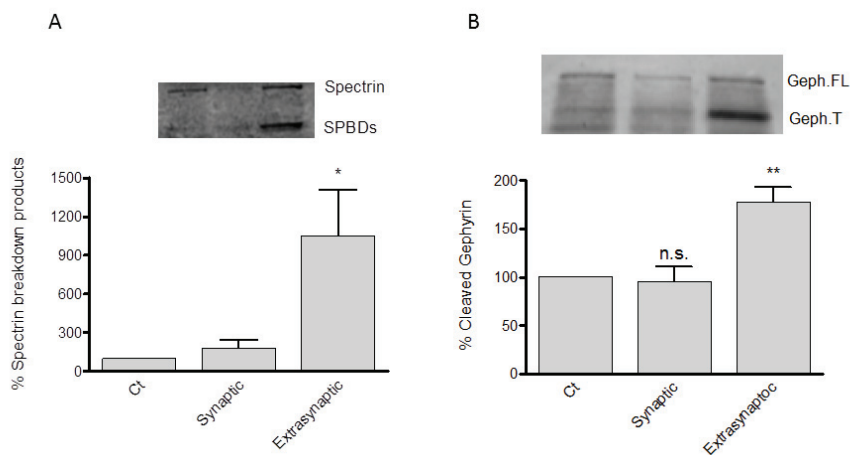 A
Spectrin
SPBDs
% Spectrin breakdown products
1500
1200
900
600
300
0
*
Ct
Synaptic
Extrasynaptic
B
Geph.FL
Geph.T
% Cleaved Gephyrin
200
150
100
50
0
n.s.
**
Ct
Synaptic
Extrasynaptoc